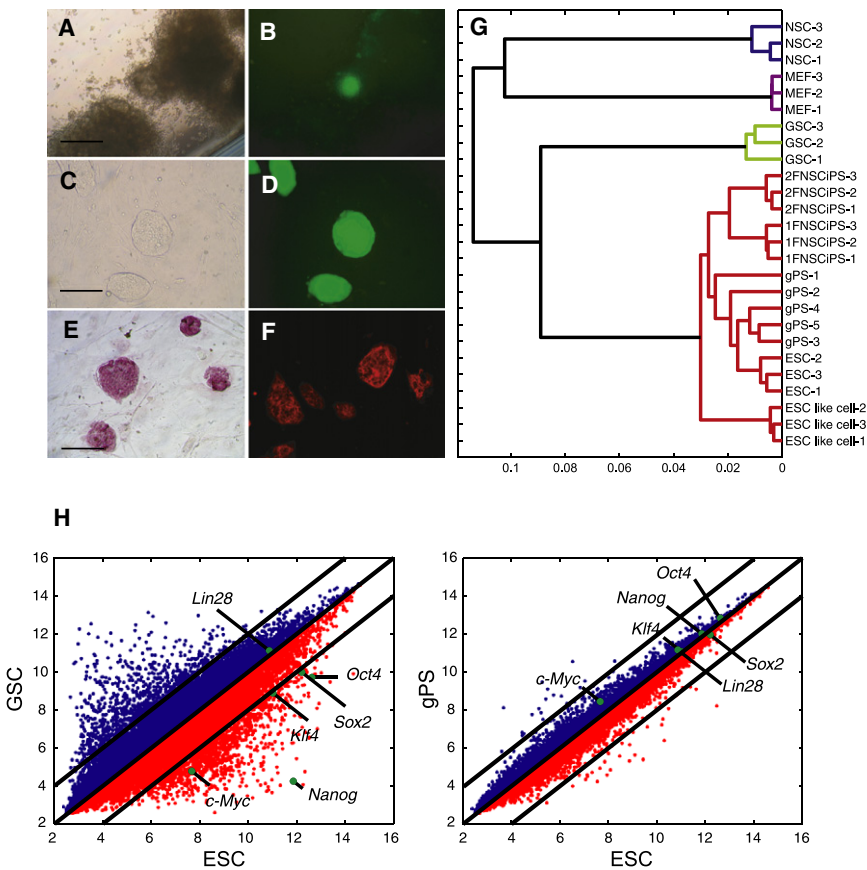 A
B
C
D
E
F
G
NSC-3
NSC-2
NSC-1
MEF-3
MEF-2
MEF-1
GSC-3
GSC-2
GSC-1
2FNSCiPS-3
2FNSCiPS-2
2FNSCiPS-1
1FNSCiPS-3
1FNSCiPS-2
1FNSCiPS-1
gPS-1
gPS-2
gPS-4
gPS-5
gPS-3
ESC-2
ESC-3
ESC-1
ESC like cell-2
ESC like cell-3
ESC like cell-1
0.1 0.08 0.06 0.04 0.02 0
H
16
14
12
10
8
6
4
2
GSC
Lin28
Oct4
Sox2
Klf4
c-Myc
Nanog
2 4 6 8 10 12 14 16
ESC
16
14
12
10
8
6
4
2
gPS
Oct4
Nanog
Klf4
c-Myc
Sox2
Lin28
2 4 6 8 10 12 14 16
ESC